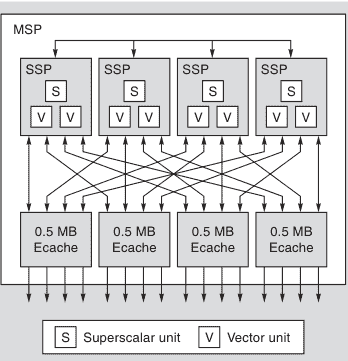 MSP
SSP SSP SSP SSP
S S S S
V V V V V V V V
0.5 MB 0.5 MB 0.5 MB 0.5 MB
Ecache Ecache Ecache Ecache
S Superscalar unit V Vector unit